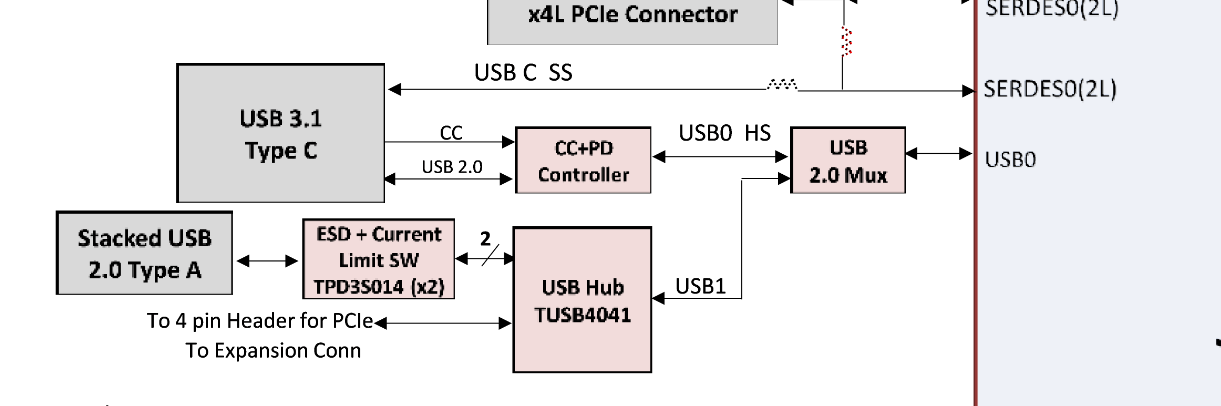 x4L PCIe Connector
SERDES0(2L)
USB C SS
SERDES0(2L)
USB 3.1
Type C
CC
USB 2.0
CC+PD
Controller
USB0 HS
USB
2.0 Mux
USB0
Stacked USB
2.0 Type A
ESD + Current
Limit SW
TPD3S014 (x2)
2
USB Hub
TUSB4041
USB1
To 4 pin Header for PCIe
To Expansion Conn